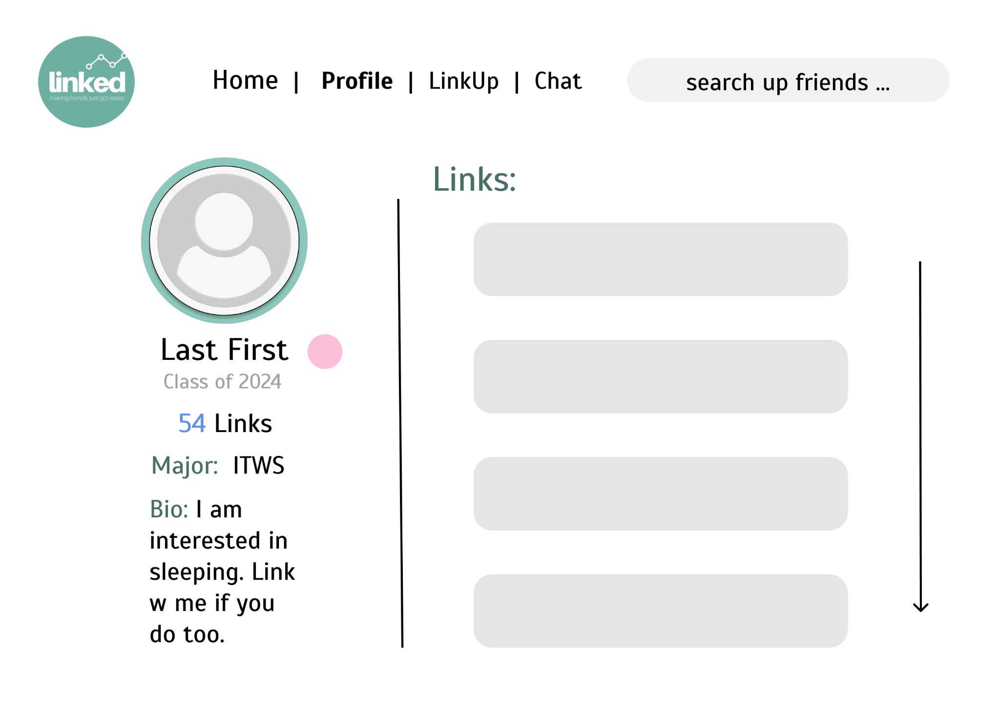 linked
making friends, just got easier
Home | Profile | LinkUp | Chat
search up friends ...
Last First
Class of 2024
54 Links
Major: ITWS
Bio: I am
interested in
sleeping. Link
w me if you
do too.
Links: